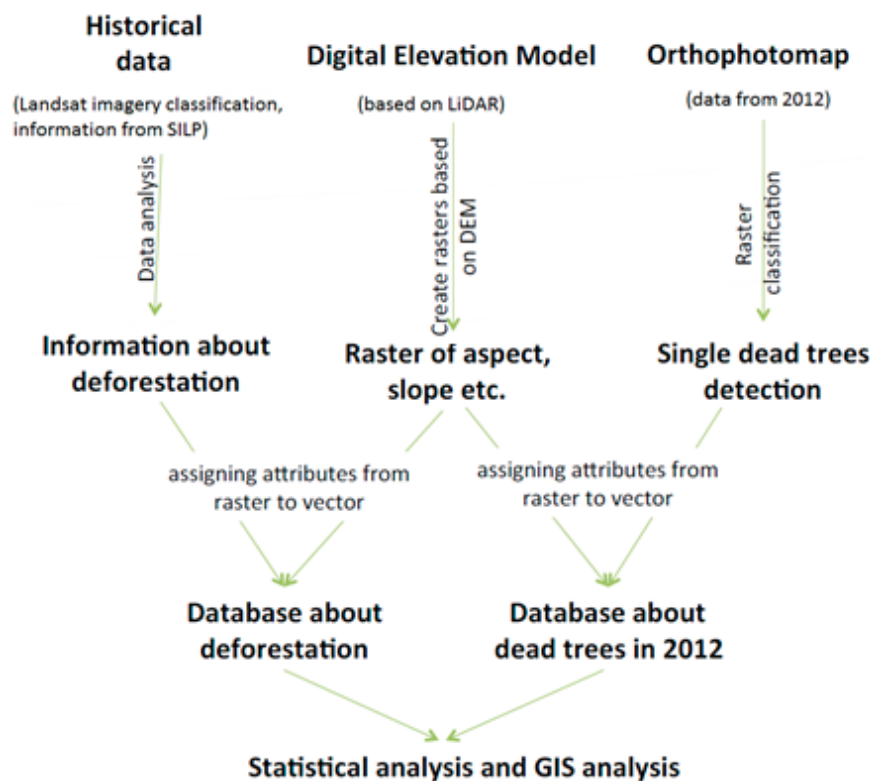 Historical
data
Digital Elevation Model
Orthophotomap
(Landsat imagery classification,
information from SILP)
(based on LiDAR)
(data from 2012)
Data analysis
Create rasters based
on DEM
Raster
classification
Information about
deforestation
Raster of aspect,
slope etc.
Single dead trees
detection
assigning attributes from
raster to vector
assigning attributes from
raster to vector
Database about
deforestation
Database about
dead trees in 2012
Statistical analysis and GIS analysis